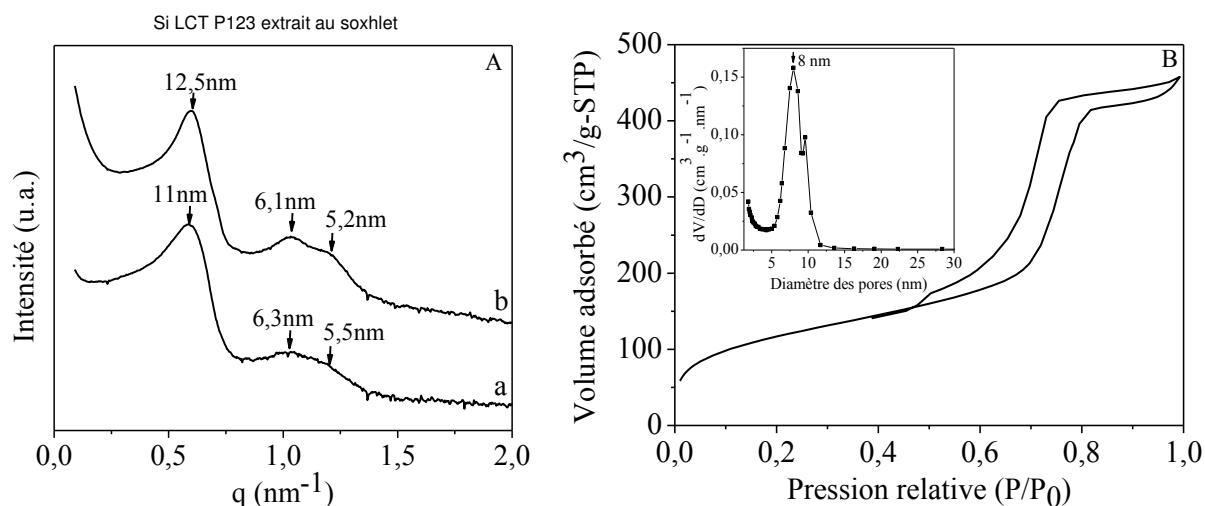 Si LCT P123 extrait au soxhlet
A
12,5nm
11nm
6,1nm
5,2nm
b
6,3nm
5,5nm
a
Intensité (u.a.)
0,0 0,5 1,0 1,5 2,0
q (nm-1)
B
500
400
300
200
100
0
Volume adsorbé (cm3/g-STP)
0,0 0,2 0,4 0,6 0,8 1,0
Pression relative (P/P0)
8 nm
0,15
0,10
0,05
0,00
dV/dD (cm3.g-1.nm-1)
5 10 15 20 25 30
Diamètre des pores (nm)